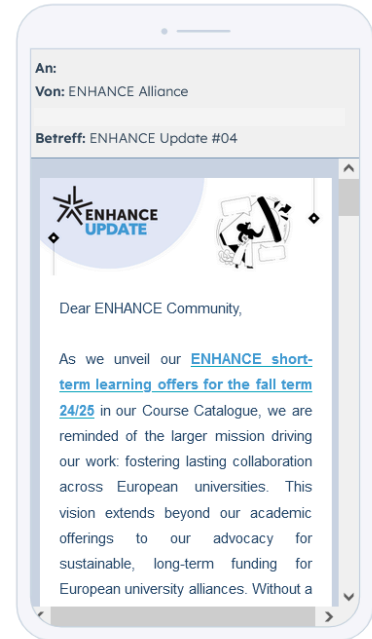 An:
Von: ENHANCE Alliance
Betreff: ENHANCE Update #04
ENHANCE
UPDATE
Dear ENHANCE Community,
As we unveil our ENHANCE short-
term learning offers for the fall term
24/25 in our Course Catalogue, we are
reminded of the larger mission driving
our work: fostering lasting collaboration
across European universities. This
vision extends beyond our academic
offerings to our advocacy for
sustainable, long-term funding for
European university alliances. Without a